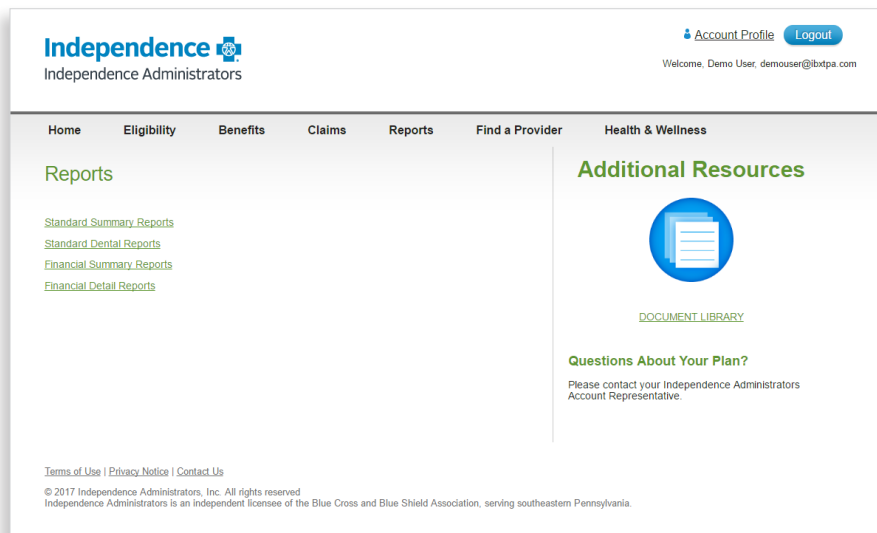 Independence
Independence Administrators
Account Profile
Logout
Welcome, Demo User, demouser@ibxtpa.com
Home Eligibility Benefits Claims Reports Find a Provider Health & Wellness
Reports
Standard Summary Reports
Standard Dental Reports
Financial Summary Reports
Financial Detail Reports
Additional Resources
DOCUMENT LIBRARY
Questions About Your Plan?
Please contact your Independence Administrators
Account Representative.
Terms of Use | Privacy Notice | Contact Us
© 2017 Independence Administrators, Inc. All rights reserved
Independence Administrators is an independent licensee of the Blue Cross and Blue Shield Association, serving southeastern Pennsylvania.